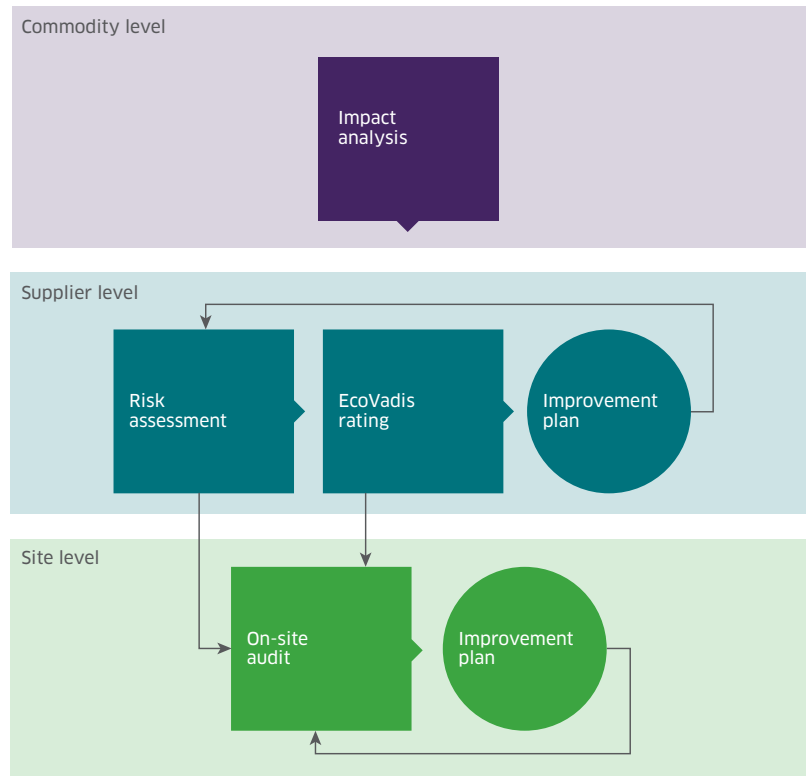 Commodity level
Impact
analysis
Supplier level
Risk
assessment
EcoVadis
rating
Improvement
plan
Site level
On-site
audit
Improvement
plan